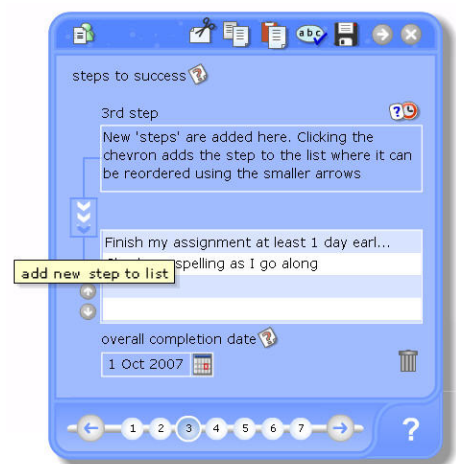 abc
steps to success
3rd step
New 'steps' are added here. Clicking the
chevron adds the step to the list where it can
be reordered using the smaller arrows
Finish my assignment at least 1 day earl...
spelling as I go along
add new step to list
overall completion date
1 Oct 2007
1 2 3 4 5 6 7
?